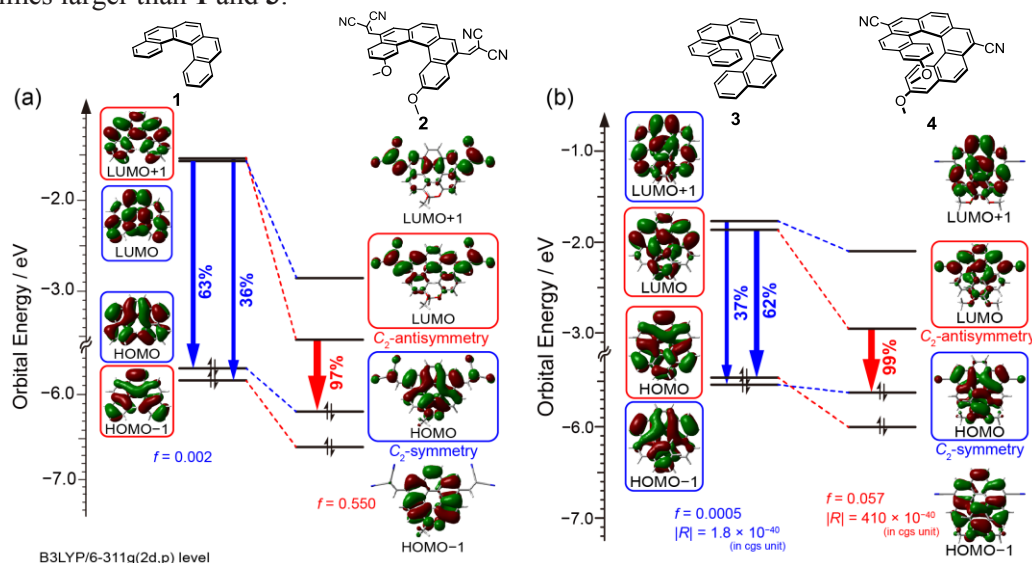 times larger than 1 and 3.
CN
NC
CN
CN
NC
CN
O
O
O
O
1
2
3
4
(a)
(b)
Orbital Energy / eV
−2.0
−3.0
−6.0
−7.0
LUMO+1
LUMO
HOMO
HOMO−1
63%
36%
f = 0.002
97%
f = 0.550
LUMO+1
LUMO
C2-antisymmetry
HOMO
C2-symmetry
HOMO−1
B3LYP/6-311g(2d,p) level
Orbital Energy / eV
−1.0
−2.0
−3.0
−6.0
−7.0
LUMO+1
LUMO
HOMO
HOMO−1
37%
62%
f = 0.0005
|R| = 1.8 × 10−40
(in cgs unit)
99%
f = 0.057
|R| = 410 × 10−40
(in cgs unit)
LUMO+1
LUMO
C2-antisymmetry
HOMO
C2-symmetry
HOMO−1